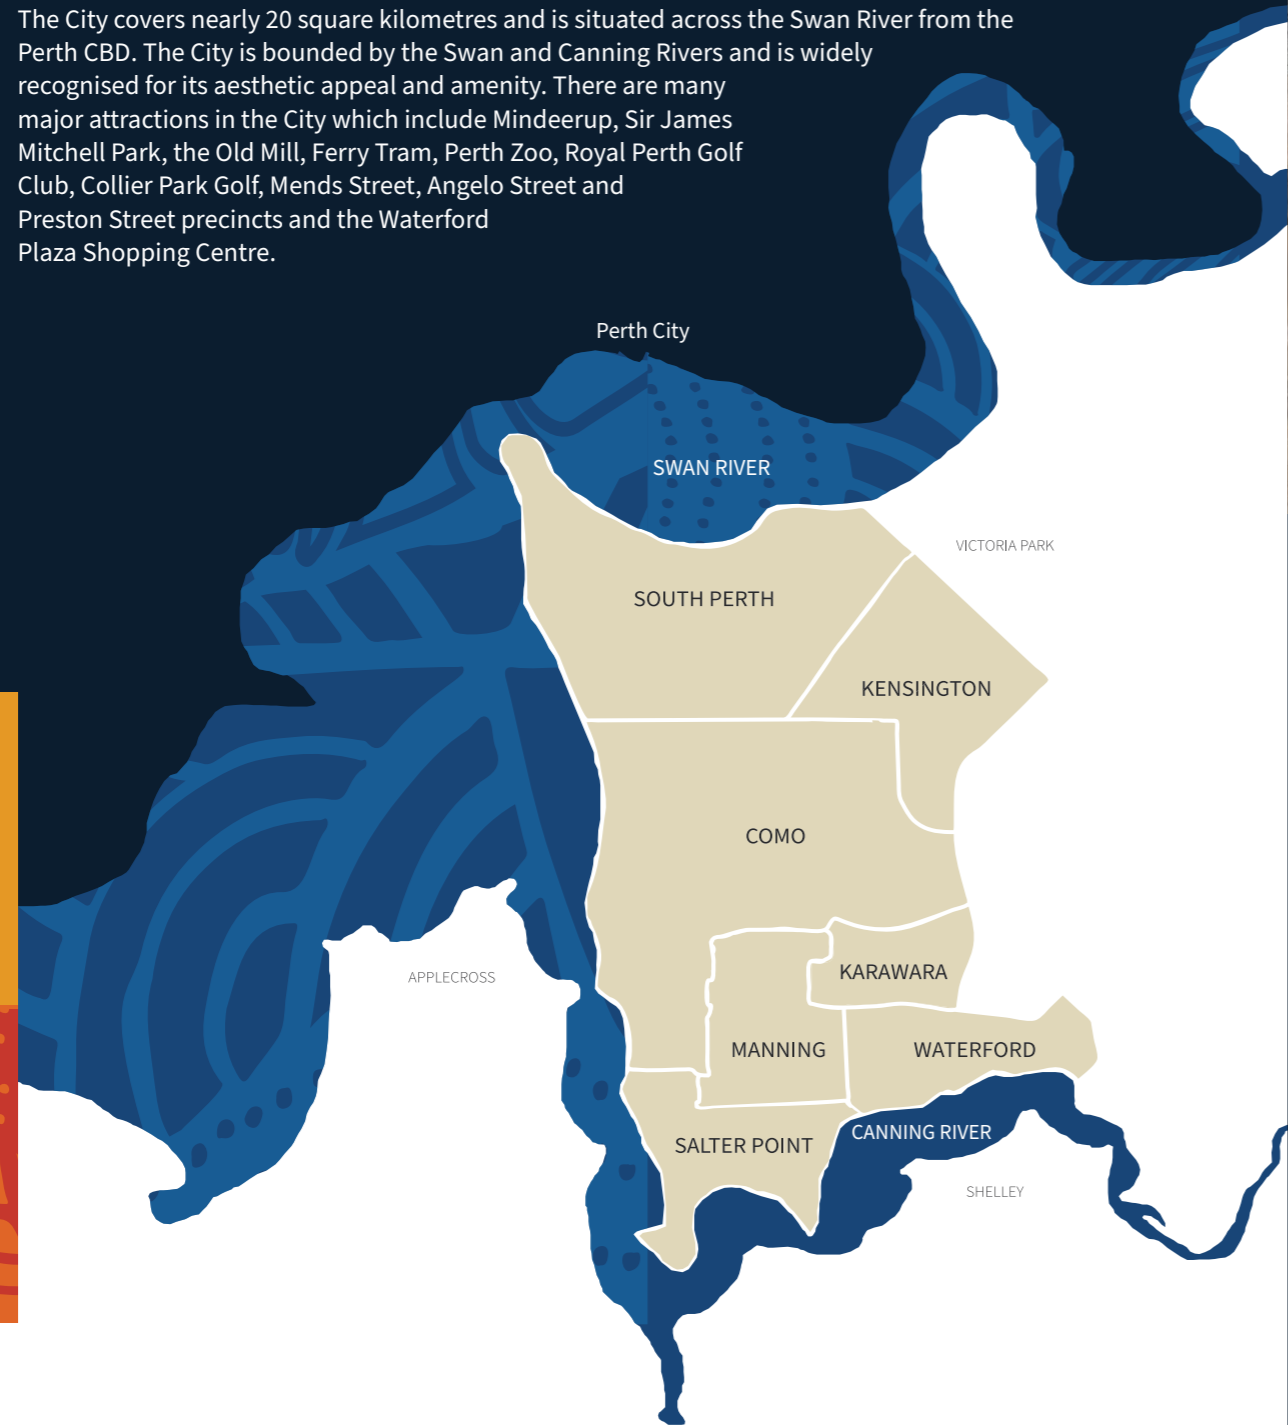 The City covers nearly 20 square kilometres and is situated across the Swan River from the
Perth CBD. The City is bounded by the Swan and Canning Rivers and is widely
recognised for its aesthetic appeal and amenity. There are many
major attractions in the City which include Mindeerup, Sir James
Mitchell Park, the Old Mill, Ferry Tram, Perth Zoo, Royal Perth Golf
Club, Collier Park Golf, Mends Street, Angelo Street and
Preston Street precincts and the Waterford
Plaza Shopping Centre.
Perth City
SWAN RIVER
VICTORIA PARK
SOUTH PERTH
KENSINGTON
COMO
KARAWARA
APPLECROSS
MANNING
WATERFORD
CANNING RIVER
SALTER POINT
SHELLEY